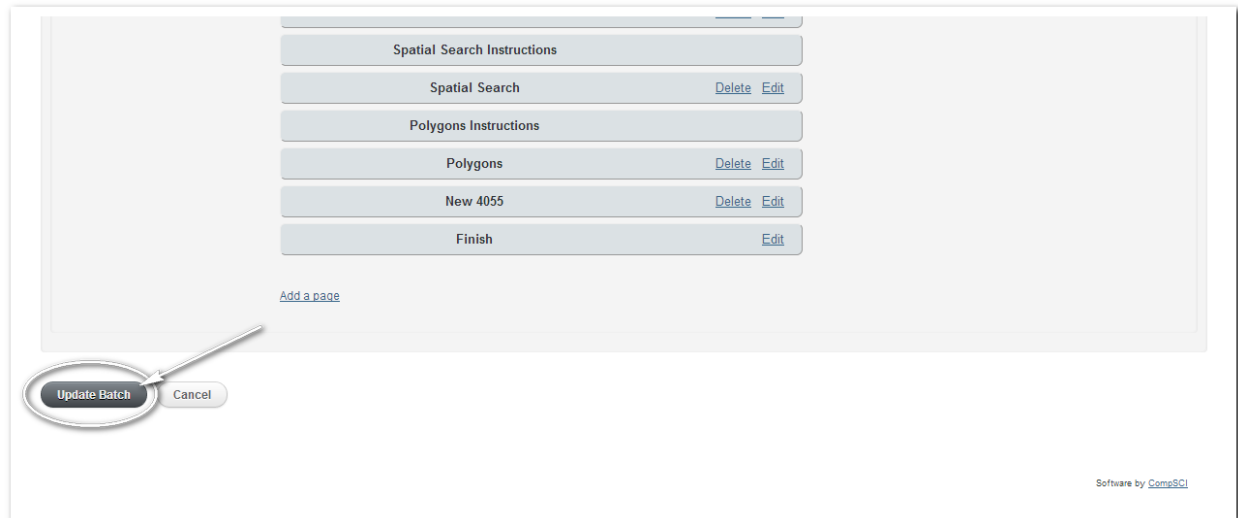 Spatial Search Instructions
Spatial Search Delete Edit
Polygons Instructions
Polygons Delete Edit
New 4055 Delete Edit
Finish Edit
Add a page
Update Batch Cancel
Software by CompSCI